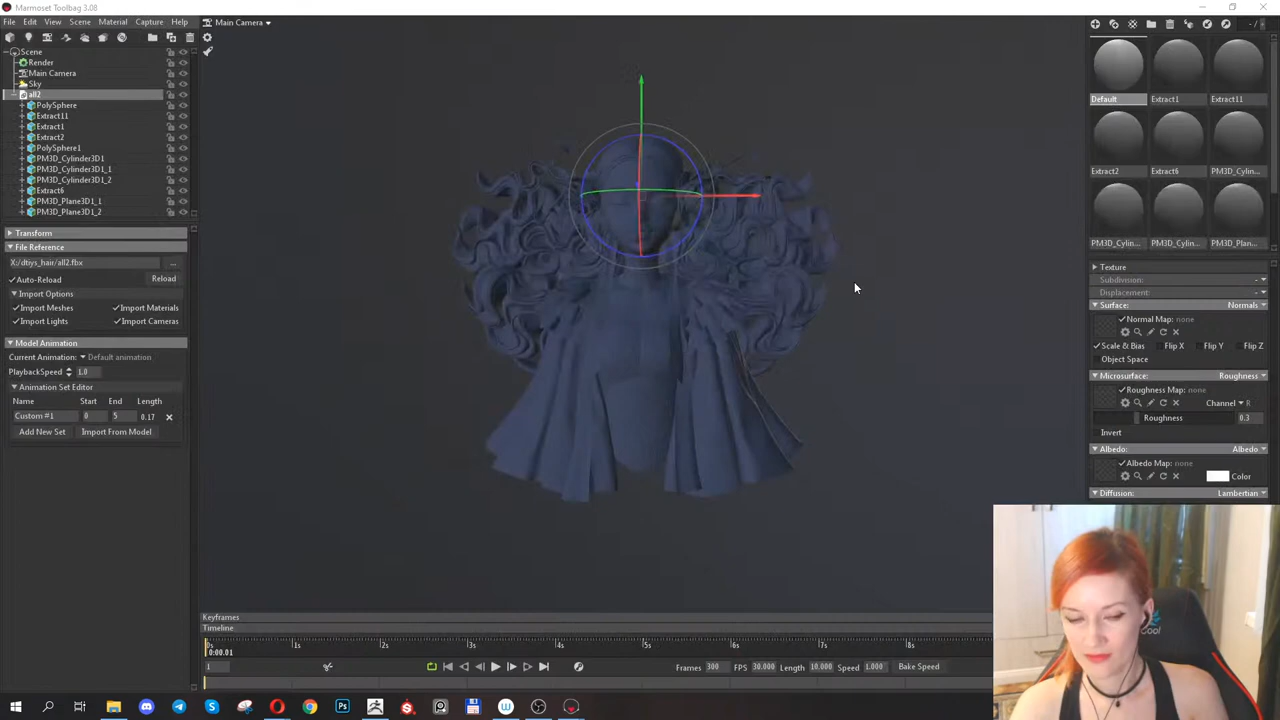 Marmoset Toolbag 3.08
File Edit View Scene Material Capture Help
Main Camera
Scene
Render
Main Camera
Sky
all2
PolySphere
Extract11
Extract1
Extract2
PolySphere1
PM3D_Cylinder3D1
PM3D_Cylinder3D1_1
PM3D_Cylinder3D1_2
Extract6
PM3D_Plane3D1_1
PM3D_Plane3D1_2
Transform
File Reference
X:/dtiys_hair/all2.fbx
...
Auto-Reload
Reload
Import Options
Import Meshes Import Materials
Import Lights Import Cameras
Model Animation
Current Animation: Default animation
PlaybackSpeed 1.0
Animation Set Editor
Name Start End Length
Custom #1 0 5 0.17
Add New Set Import From Model
Keyframes
Timeline
0s 1s 2s 3s 4s 5s 6s 7s 8s
0:00.01
1
Frames 300 FPS 30.000 Length 10.000 Speed 1.000 Bake Speed
Default Extract1 Extract11
Extract2 Extract6 PM3D_Cylin...
PM3D_Cylin... PM3D_Cylin... PM3D_Plan...
Texture
Subdivision: -
Displacement: -
Surface: Normals
Normal Map: none
Scale & Bias Flip X Flip Y Flip Z
Object Space
Microsurface: Roughness
Roughness Map: none
Channel R
Roughness 0.3
Invert
Albedo: Albedo
Albedo Map: none
Color
Diffusion: Lambertian